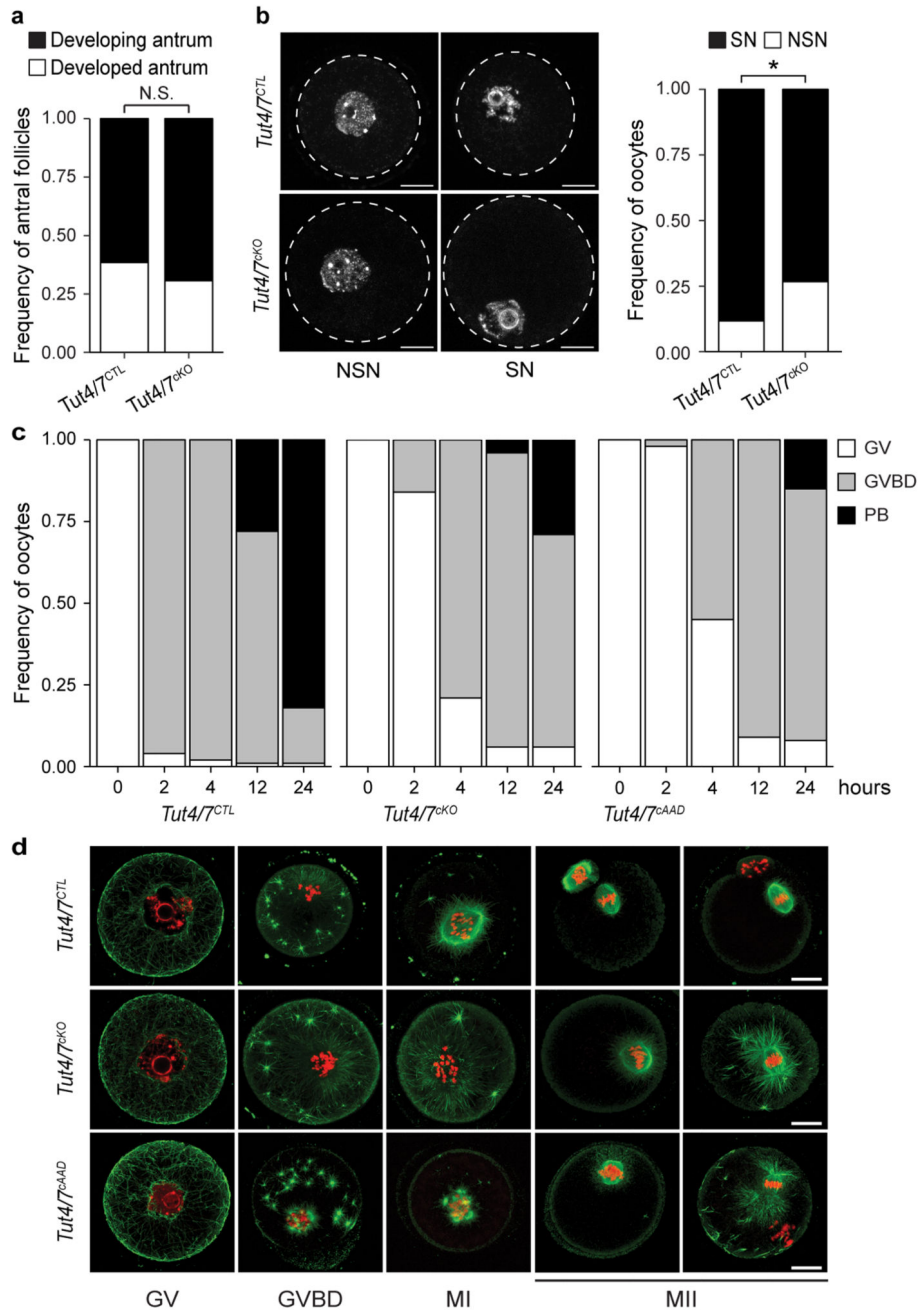 a
Developing antrum
Developed antrum
N.S.
Frequency of antral follicles
1.00
0.75
0.50
0.25
0.00
Tut4/7CTL
Tut4/7cKO
b
Tut4/7CTL
Tut4/7cKO
NSN
SN
SN NSN
*
Frequency of oocytes
1.00
0.75
0.50
0.25
0.00
Tut4/7CTL
Tut4/7cKO
c
Frequency of oocytes
1.00
0.75
0.50
0.25
0.00
GV
GVBD
PB
0 2 4 12 24 0 2 4 12 24 0 2 4 12 24 hours
Tut4/7CTL Tut4/7cKO Tut4/7cAAD
d
Tut4/7CTL
Tut4/7cKO
Tut4/7cAAD
GV GVBD MI MII